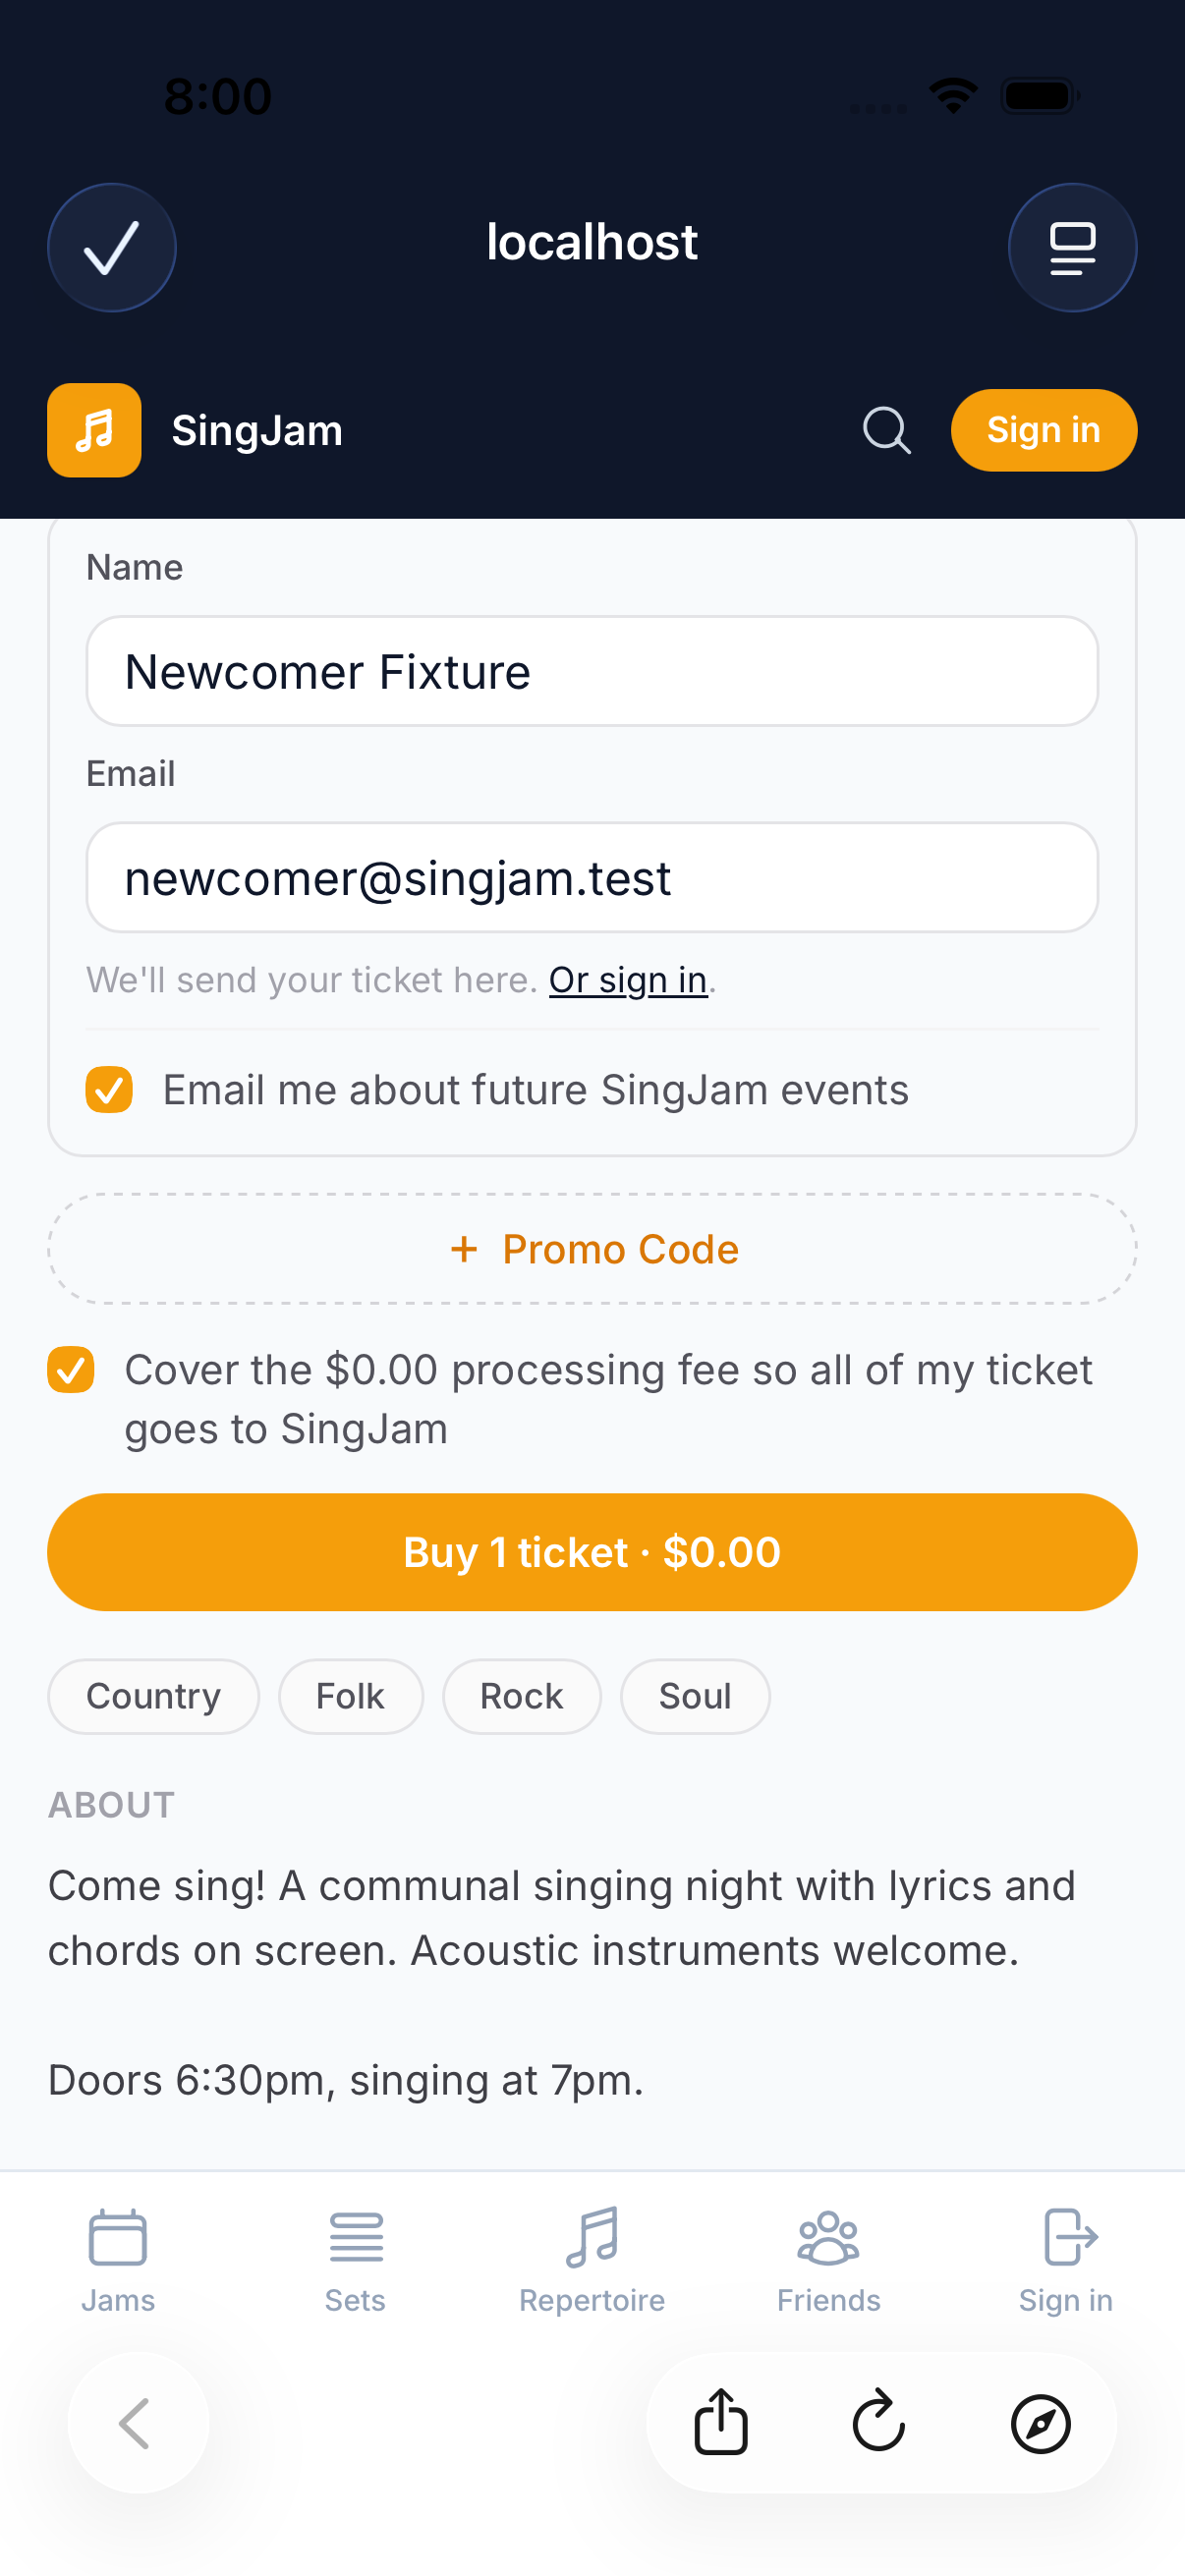 8:00
localhost
SingJam
Sign in
Name
Newcomer Fixture
Email
newcomer@singjam.test
We'll send your ticket here. Or sign in.
Email me about future SingJam events
+ Promo Code
Cover the $0.00 processing fee so all of my ticket
goes to SingJam
Buy 1 ticket · $0.00
Country
Folk
Rock
Soul
ABOUT
Come sing! A communal singing night with lyrics and
chords on screen. Acoustic instruments welcome.
Doors 6:30pm, singing at 7pm.
Jams
Sets
Repertoire
Friends
Sign in